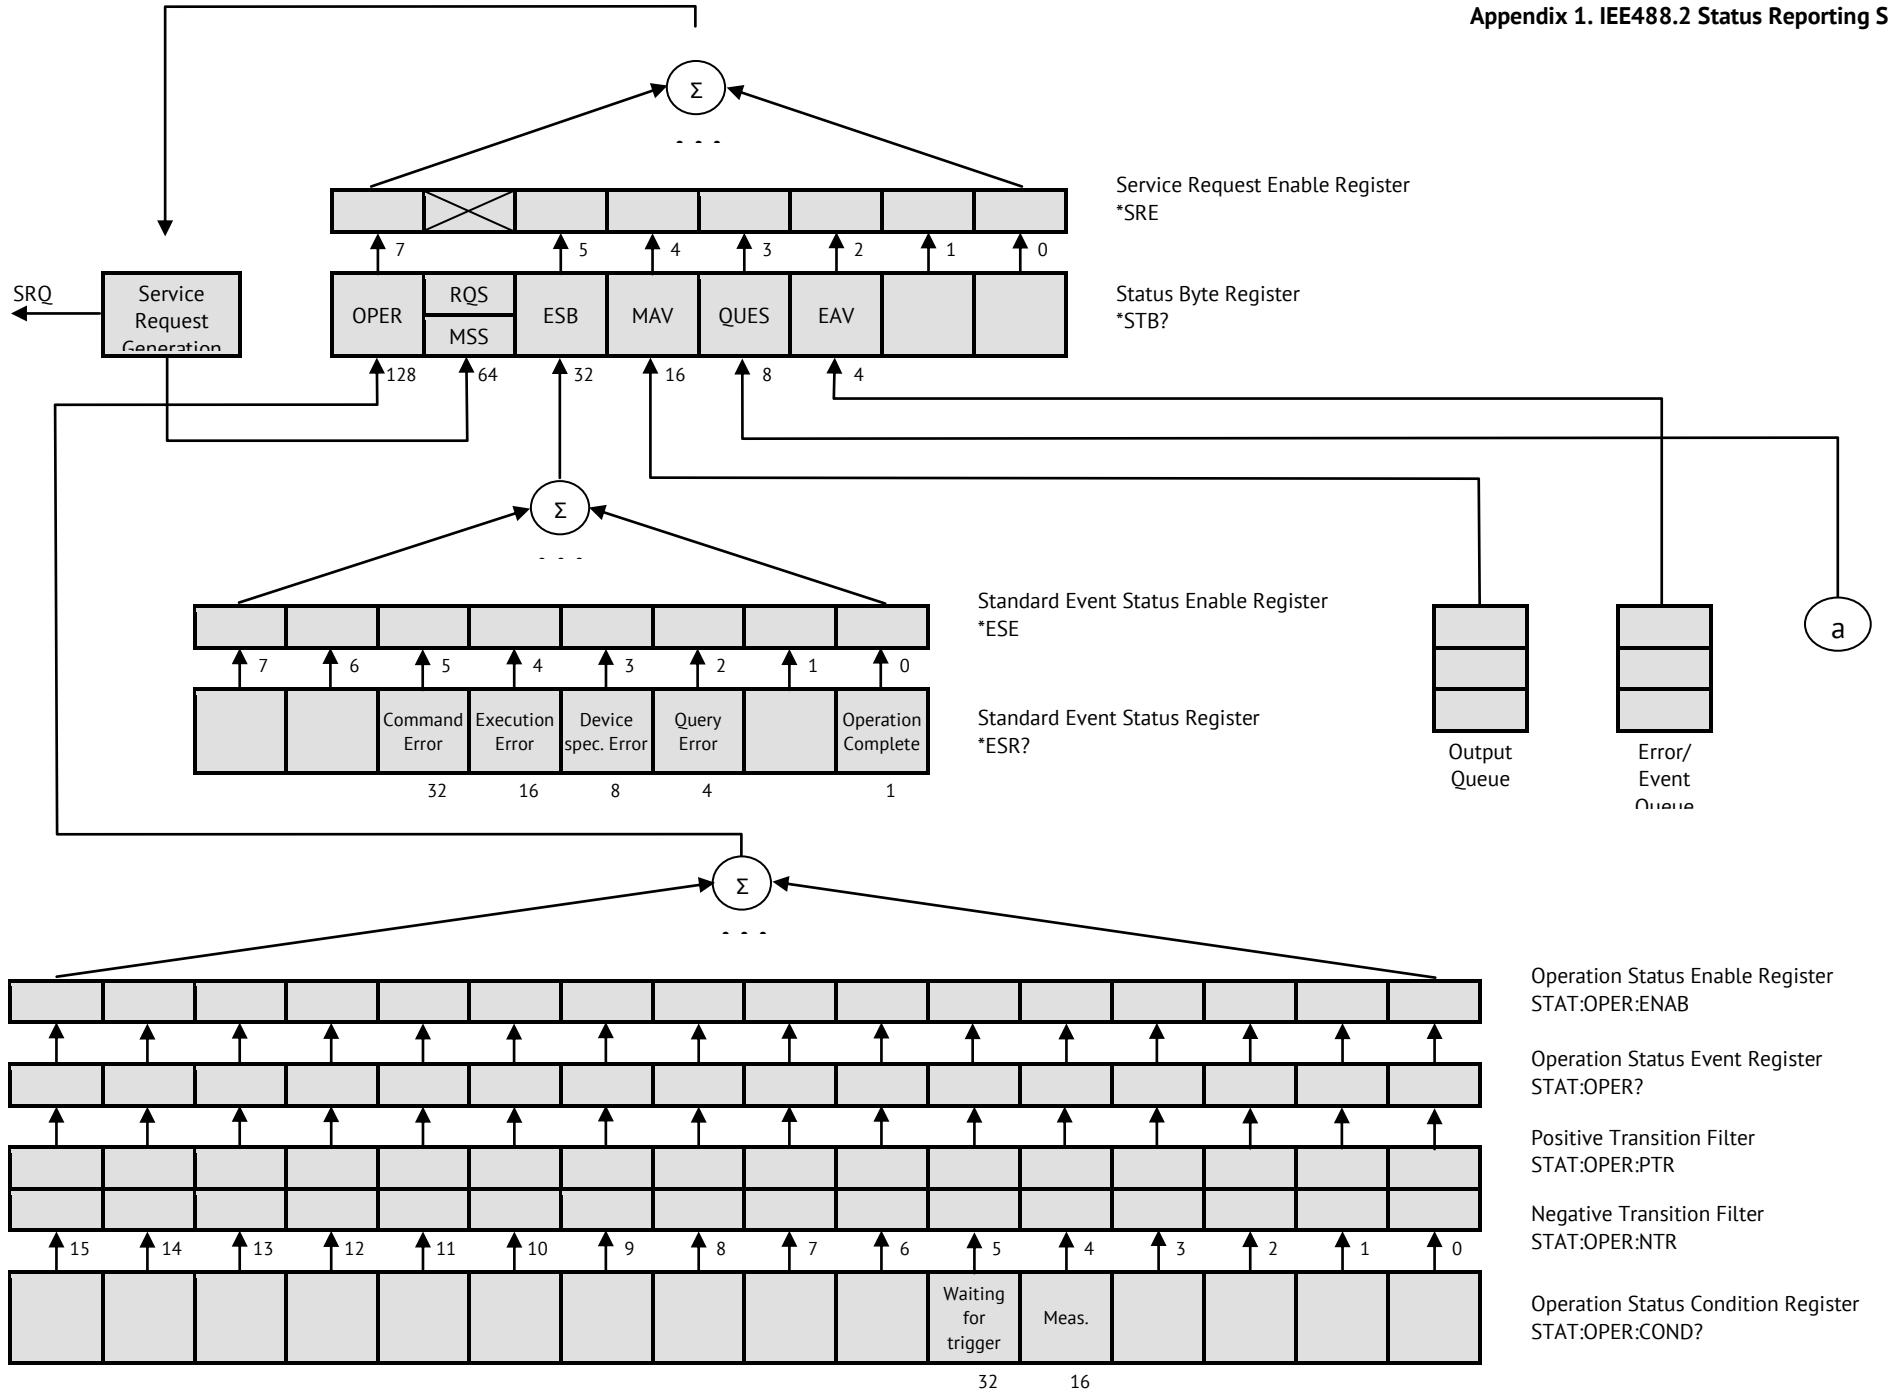 Appendix 1. IEE488.2 Status Reporting S
Σ
. . .
Service Request Enable Register
*SRE
7 5 4 3 2 1 0
SRQ
Service
Request
Generation
OPER
RQS
MSS
ESB
MAV
QUES
EAV
Status Byte Register
*STB?
128 64 32 16 8 4
Σ
. . .
Standard Event Status Enable Register
*ESE
a
7 6 5 4 3 2 1 0
Command
Error
Execution
Error
Device
spec. Error
Query
Error
Operation
Complete
Standard Event Status Register
*ESR?
32 16 8 4 1
Output
Queue
Error/
Event
Queue
Σ
. . .
Operation Status Enable Register
STAT:OPER:ENAB
Operation Status Event Register
STAT:OPER?
Positive Transition Filter
STAT:OPER:PTR
Negative Transition Filter
STAT:OPER:NTR
15 14 13 12 11 10 9 8 7 6 5 4 3 2 1 0
Waiting
for
trigger
Meas.
Operation Status Condition Register
STAT:OPER:COND?
32 16